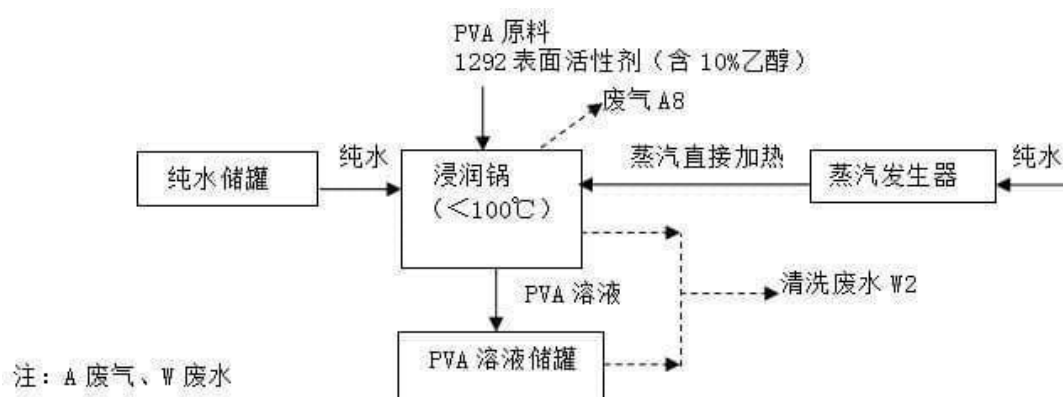 PVA 原料
1292 表面活性剂（含 10%乙醇）
废气 A8
纯水储罐
纯水
浸润锅
（＜100℃）
蒸汽直接加热
蒸汽发生器
纯水
清洗废水 W2
PVA 溶液
PVA 溶液储罐
注：A 废气、W 废水